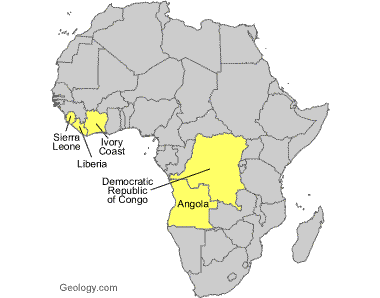 Sierra
Leone
Ivory
Coast
Liberia
Democratic
Republic
of Congo
Angola
Geology.com